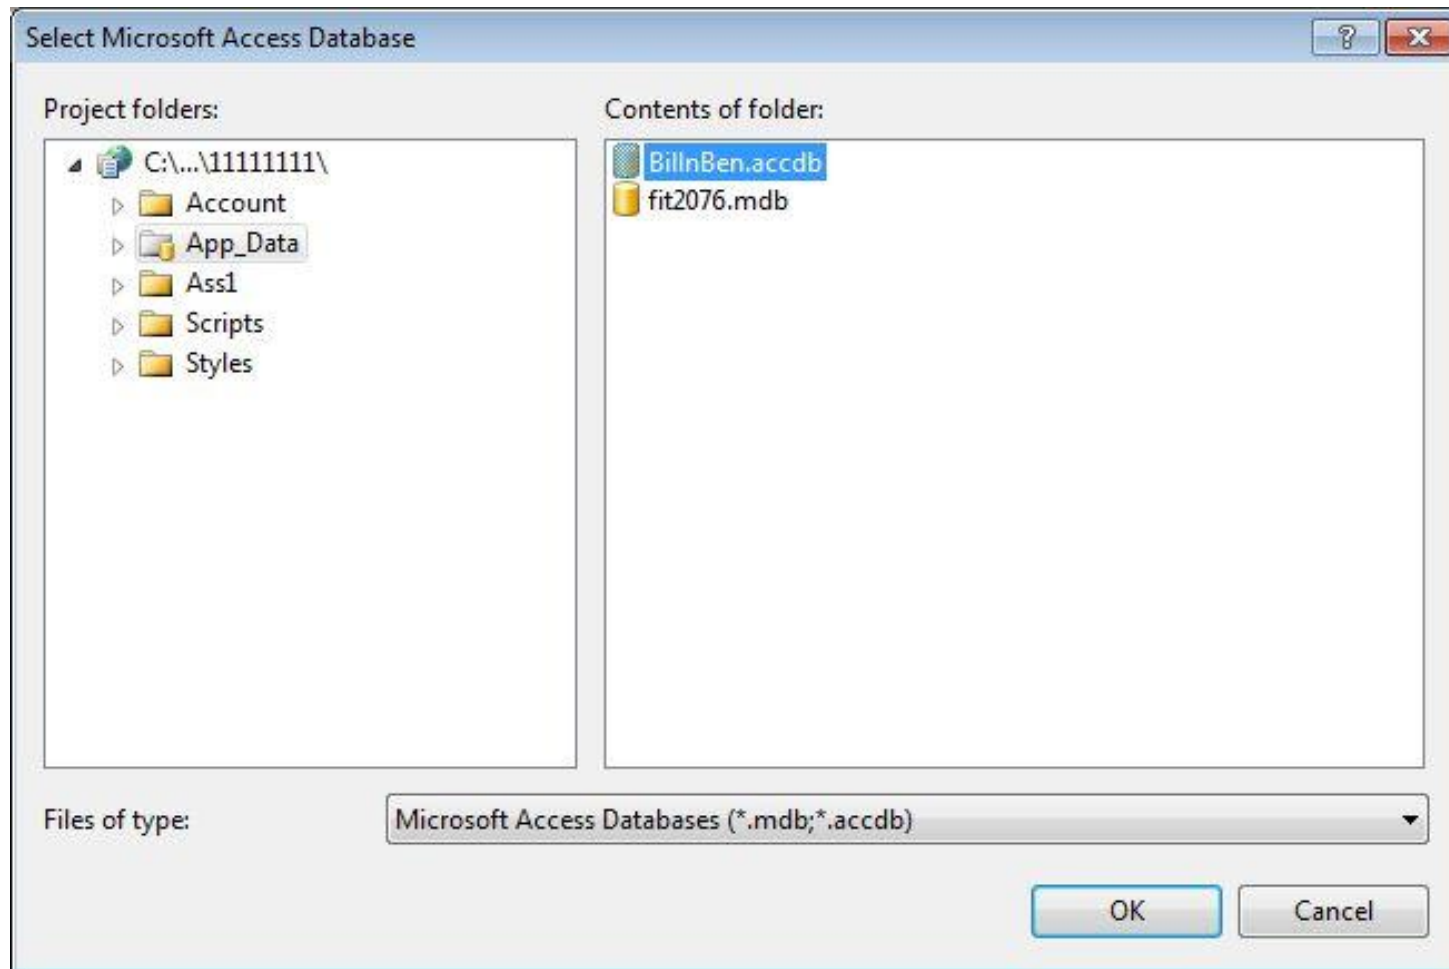 Select Microsoft Access Database
Project folders:
C:\...\11111111\
Account
App_Data
Ass1
Scripts
Styles
Contents of folder:
BillnBen.accdb
fit2076.mdb
Files of type:
Microsoft Access Databases (*.mdb;*.accdb)
OK
Cancel